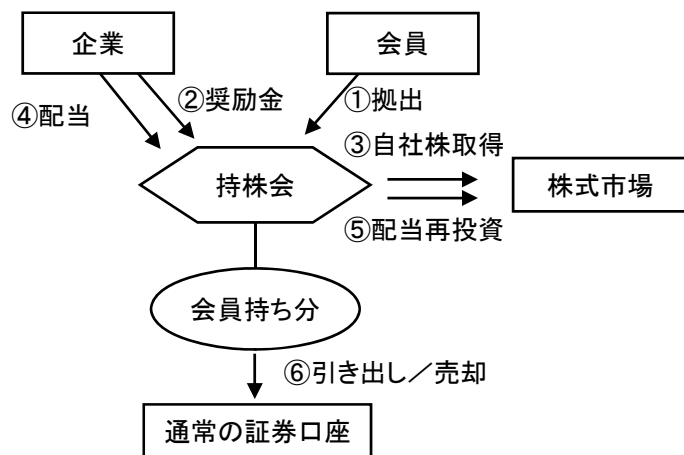 企業
会員
④配当
②奨励金
①拠出
③自社株取得
持株会
株式市場
⑤配当再投資
会員持ち分
⑥引き出し／売却
通常の証券口座